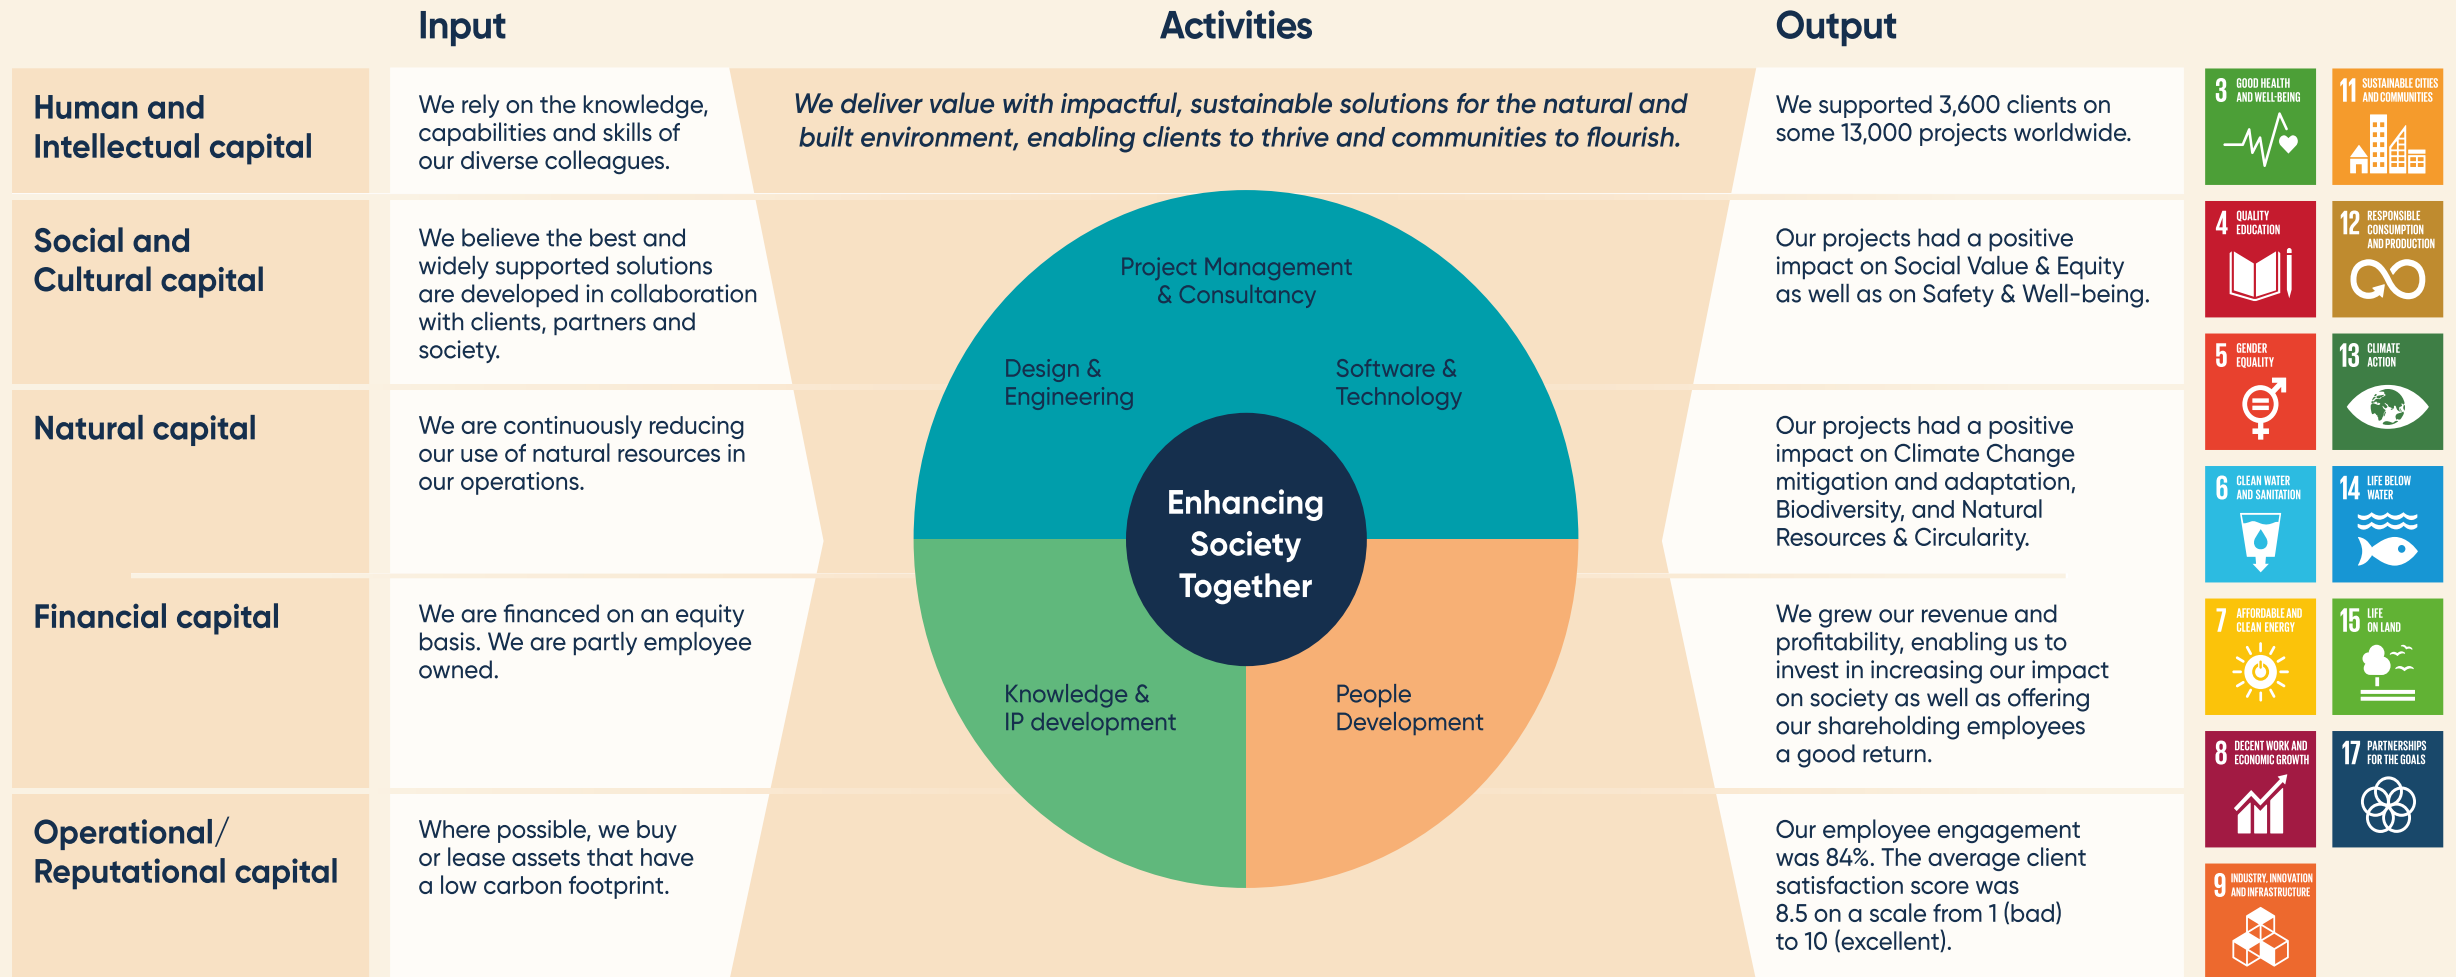 Input
Activities
Output
Human and
Intellectual capital
We rely on the knowledge,
capabilities and skills of
our diverse colleagues.
We deliver value with impactful, sustainable solutions for the natural and
built environment, enabling clients to thrive and communities to flourish.
We supported 3,600 clients on
some 13,000 projects worldwide.
Social and
Cultural capital
We believe the best and
widely supported solutions
are developed in collaboration
with clients, partners and
society.
Our projects had a positive
impact on Social Value & Equity
as well as on Safety & Well-being.
Natural capital
We are continuously reducing
our use of natural resources in
our operations.
Our projects had a positive
impact on Climate Change
mitigation and adaptation,
Biodiversity, and Natural
Resources & Circularity.
Financial capital
We are financed on an equity
basis. We are partly employee
owned.
We grew our revenue and
profitability, enabling us to
invest in increasing our impact
on society as well as offering
our shareholding employees
a good return.
Operational/
Reputational capital
Where possible, we buy
or lease assets that have
a low carbon footprint.
Our employee engagement
was 84%. The average client
satisfaction score was
8.5 on a scale from 1 (bad)
to 10 (excellent).
Project Management
& Consultancy
Design &
Engineering
Software &
Technology
Enhancing
Society
Together
Knowledge &
IP development
People
Development
3 GOOD HEALTH
AND WELL-BEING
11 SUSTAINABLE CITIES
AND COMMUNITIES
4 QUALITY
EDUCATION
12 RESPONSIBLE
CONSUMPTION
AND PRODUCTION
5 GENDER
EQUALITY
13 CLIMATE
ACTION
6 CLEAN WATER
AND SANITATION
14 LIFE BELOW
WATER
7 AFFORDABLE AND
CLEAN ENERGY
15 LIFE
ON LAND
8 DECENT WORK AND
ECONOMIC GROWTH
17 PARTNERSHIPS
FOR THE GOALS
9 INDUSTRY, INNOVATION
AND INFRASTRUCTURE